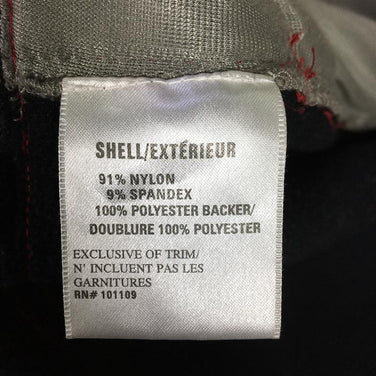 SHELL/EXTÉRIEUR
91% NYLON
9% SPANDEX
100% POLYESTER BACKER/
DOUBLURE 100% POLYESTER
EXCLUSIVE OF TRIM/
N' INCLUENT PAS LES
GARNITURES
RN# 101109